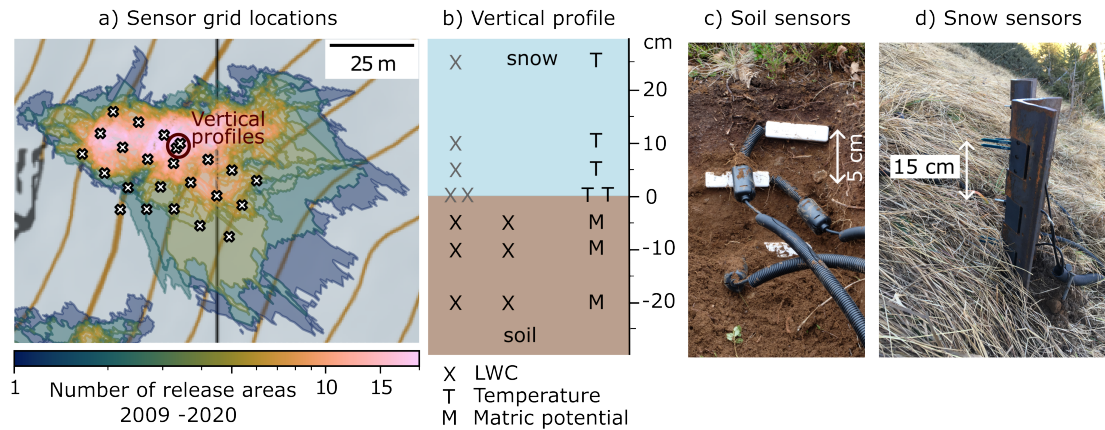 a) Sensor grid locations
25 m
Vertical
profiles
1
10
15
Number of release areas
2009 -2020
b) Vertical profile
cm
X snow T
20
X T 10
X T
X X T T 0
X X M
X X M -10
X X M -20
soil
X LWC
T Temperature
M Matric potential
c) Soil sensors
5 cm
d) Snow sensors
15 cm